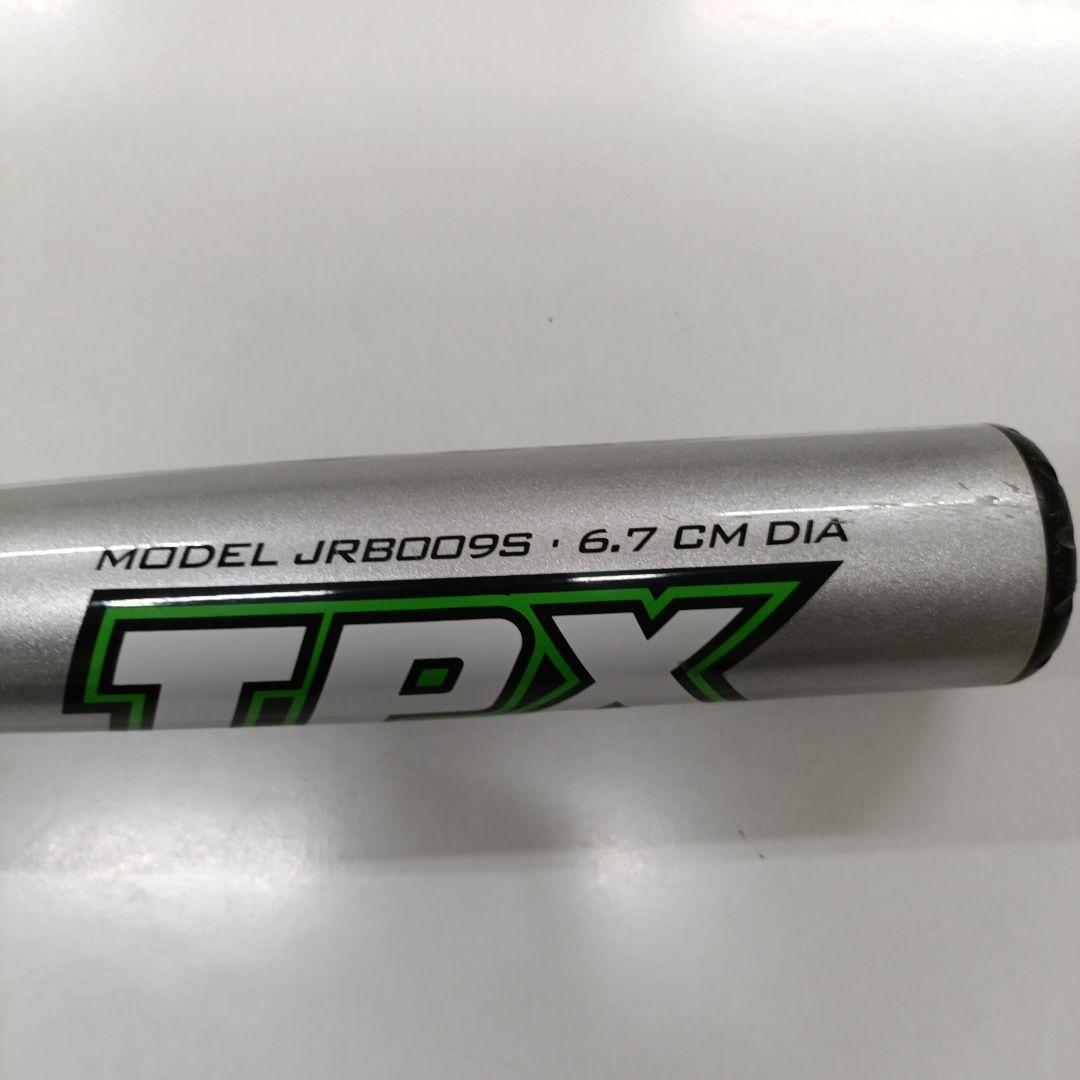 MODEL JRB009S · 6.7 CM DIA
TPX